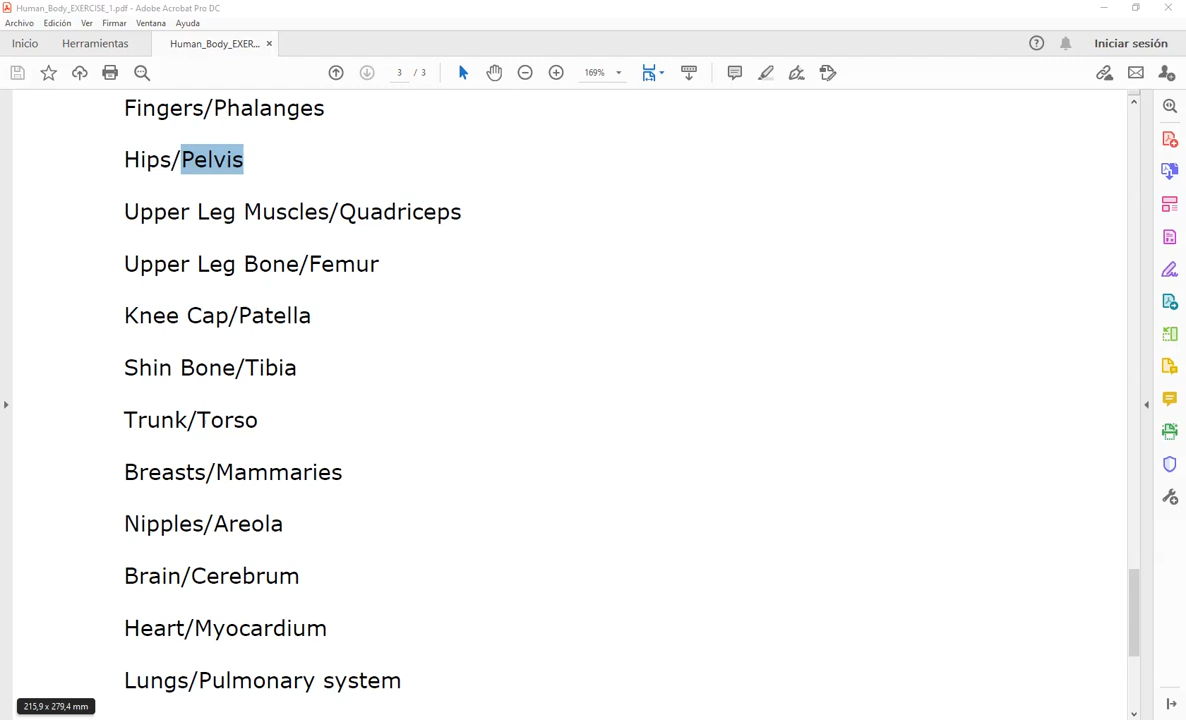 Human_Body_EXERCISE_1.pdf - Adobe Acrobat Pro DC
Archivo Edición Ver Firmar Ventana Ayuda
Inicio Herramientas Human_Body_EXER... × Iniciar sesión
3 / 3 169%
Fingers/Phalanges
Hips/Pelvis
Upper Leg Muscles/Quadriceps
Upper Leg Bone/Femur
Knee Cap/Patella
Shin Bone/Tibia
Trunk/Torso
Breasts/Mammaries
Nipples/Areola
Brain/Cerebrum
Heart/Myocardium
Lungs/Pulmonary system
215,9 x 279,4 mm